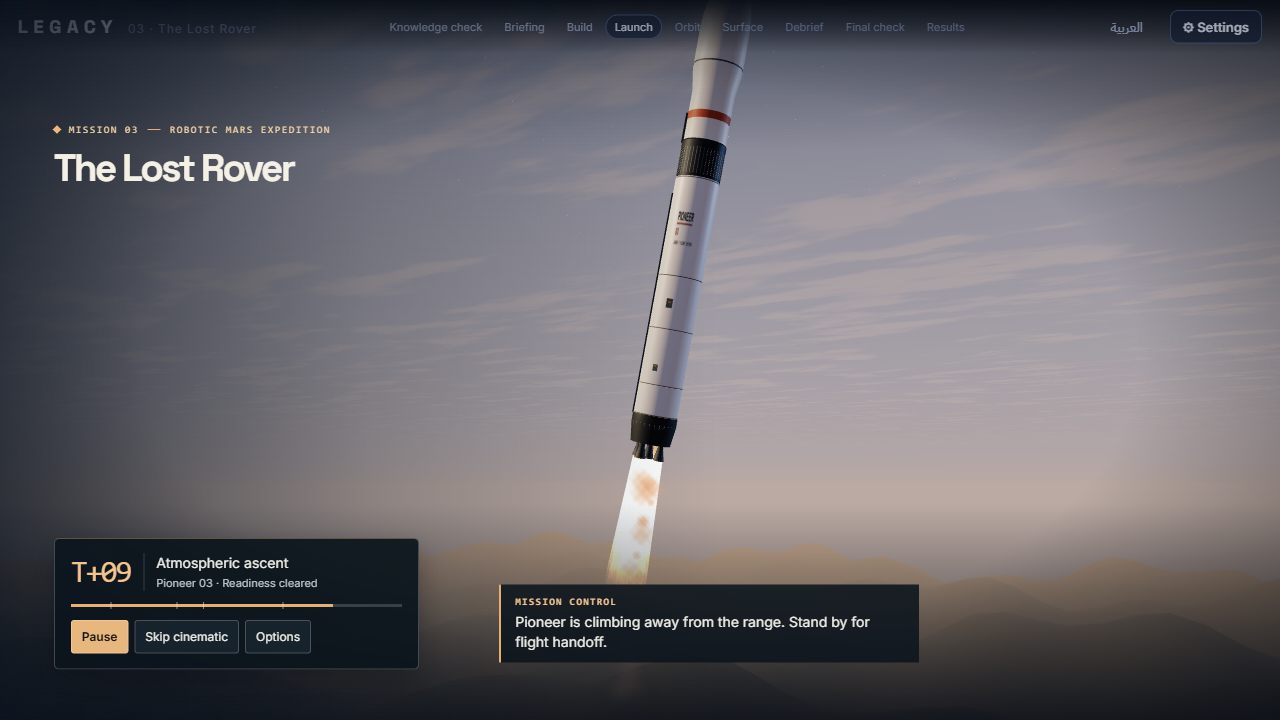 LEGACY 03 · The Lost Rover
Knowledge check Briefing Build Launch Orbit Surface Debrief Final check Results
العربية
⚙ Settings
◆ MISSION 03 — ROBOTIC MARS EXPEDITION
The Lost Rover
PIONEER
T+09
Atmospheric ascent
Pioneer 03 · Readiness cleared
Pause Skip cinematic Options
MISSION CONTROL
Pioneer is climbing away from the range. Stand by for
flight handoff.